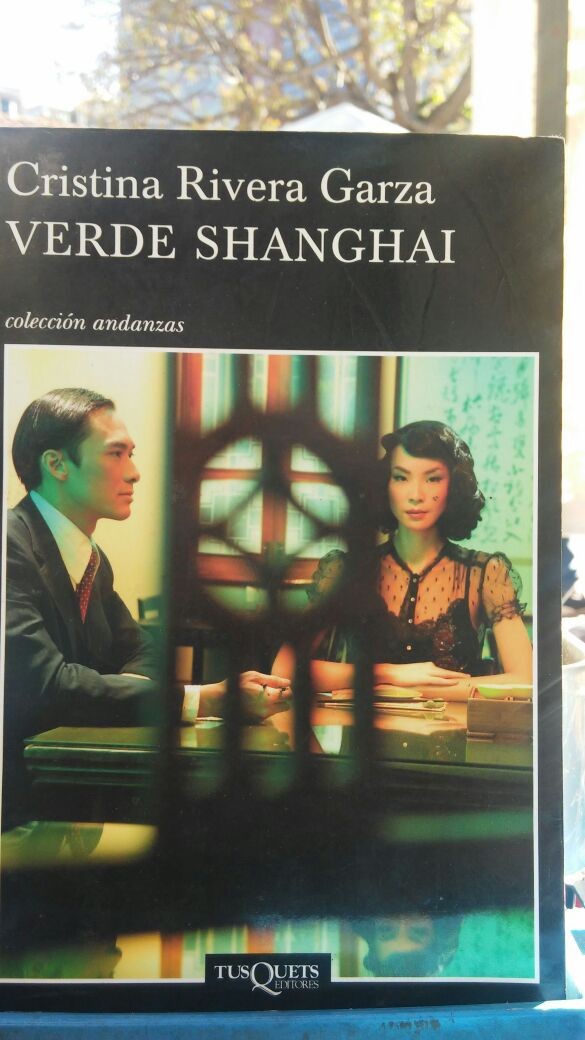 Cristina Rivera Garza
VERDE SHANGHAI
colección andanzas
TUSQUETS
EDITORES